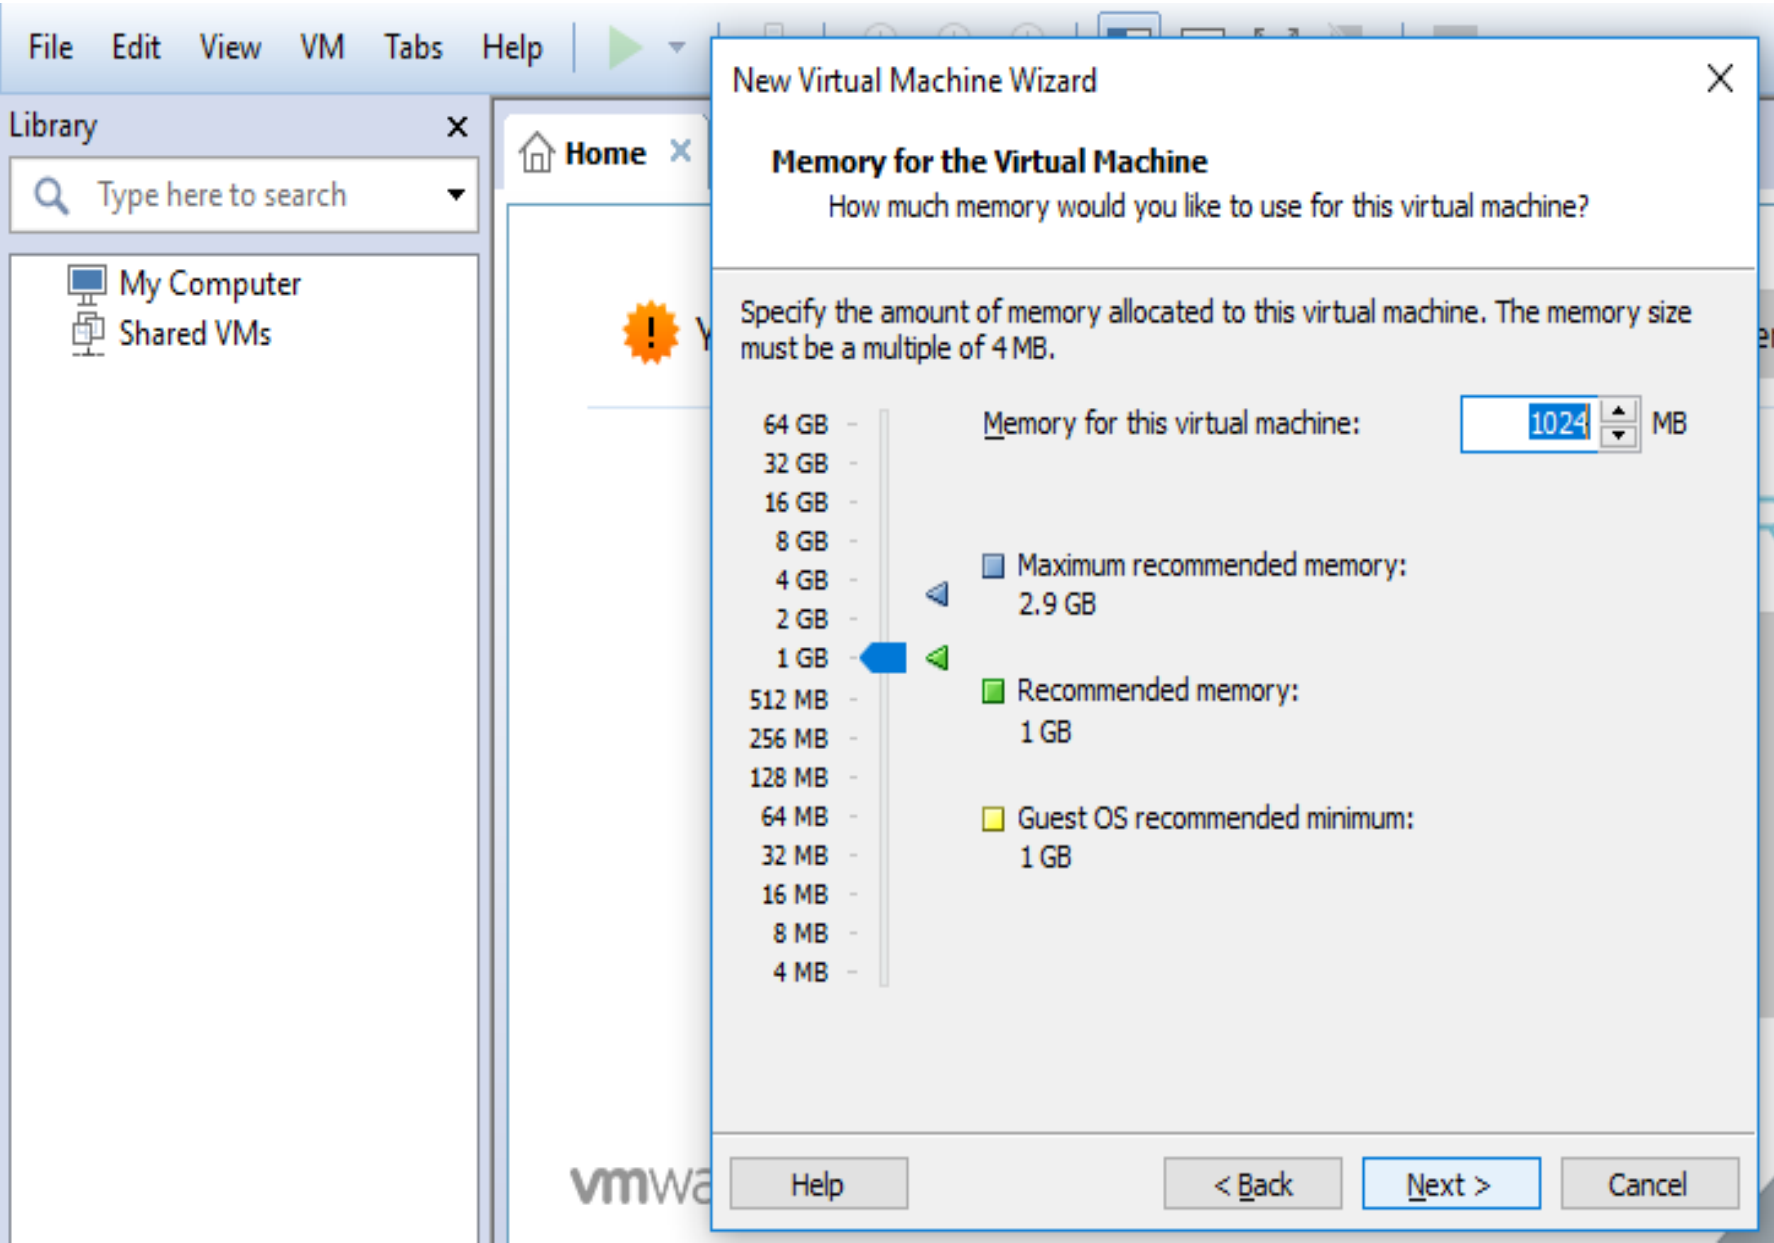 File Edit View VM Tabs Help
Library
Type here to search
My Computer
Shared VMs
Home
New Virtual Machine Wizard
Memory for the Virtual Machine
How much memory would you like to use for this virtual machine?
Specify the amount of memory allocated to this virtual machine. The memory size
must be a multiple of 4 MB.
64 GB
32 GB
16 GB
8 GB
4 GB
2 GB
1 GB
512 MB
256 MB
128 MB
64 MB
32 MB
16 MB
8 MB
4 MB
Memory for this virtual machine: 1024 MB
Maximum recommended memory:
2.9 GB
Recommended memory:
1 GB
Guest OS recommended minimum:
1 GB
Help < Back Next > Cancel